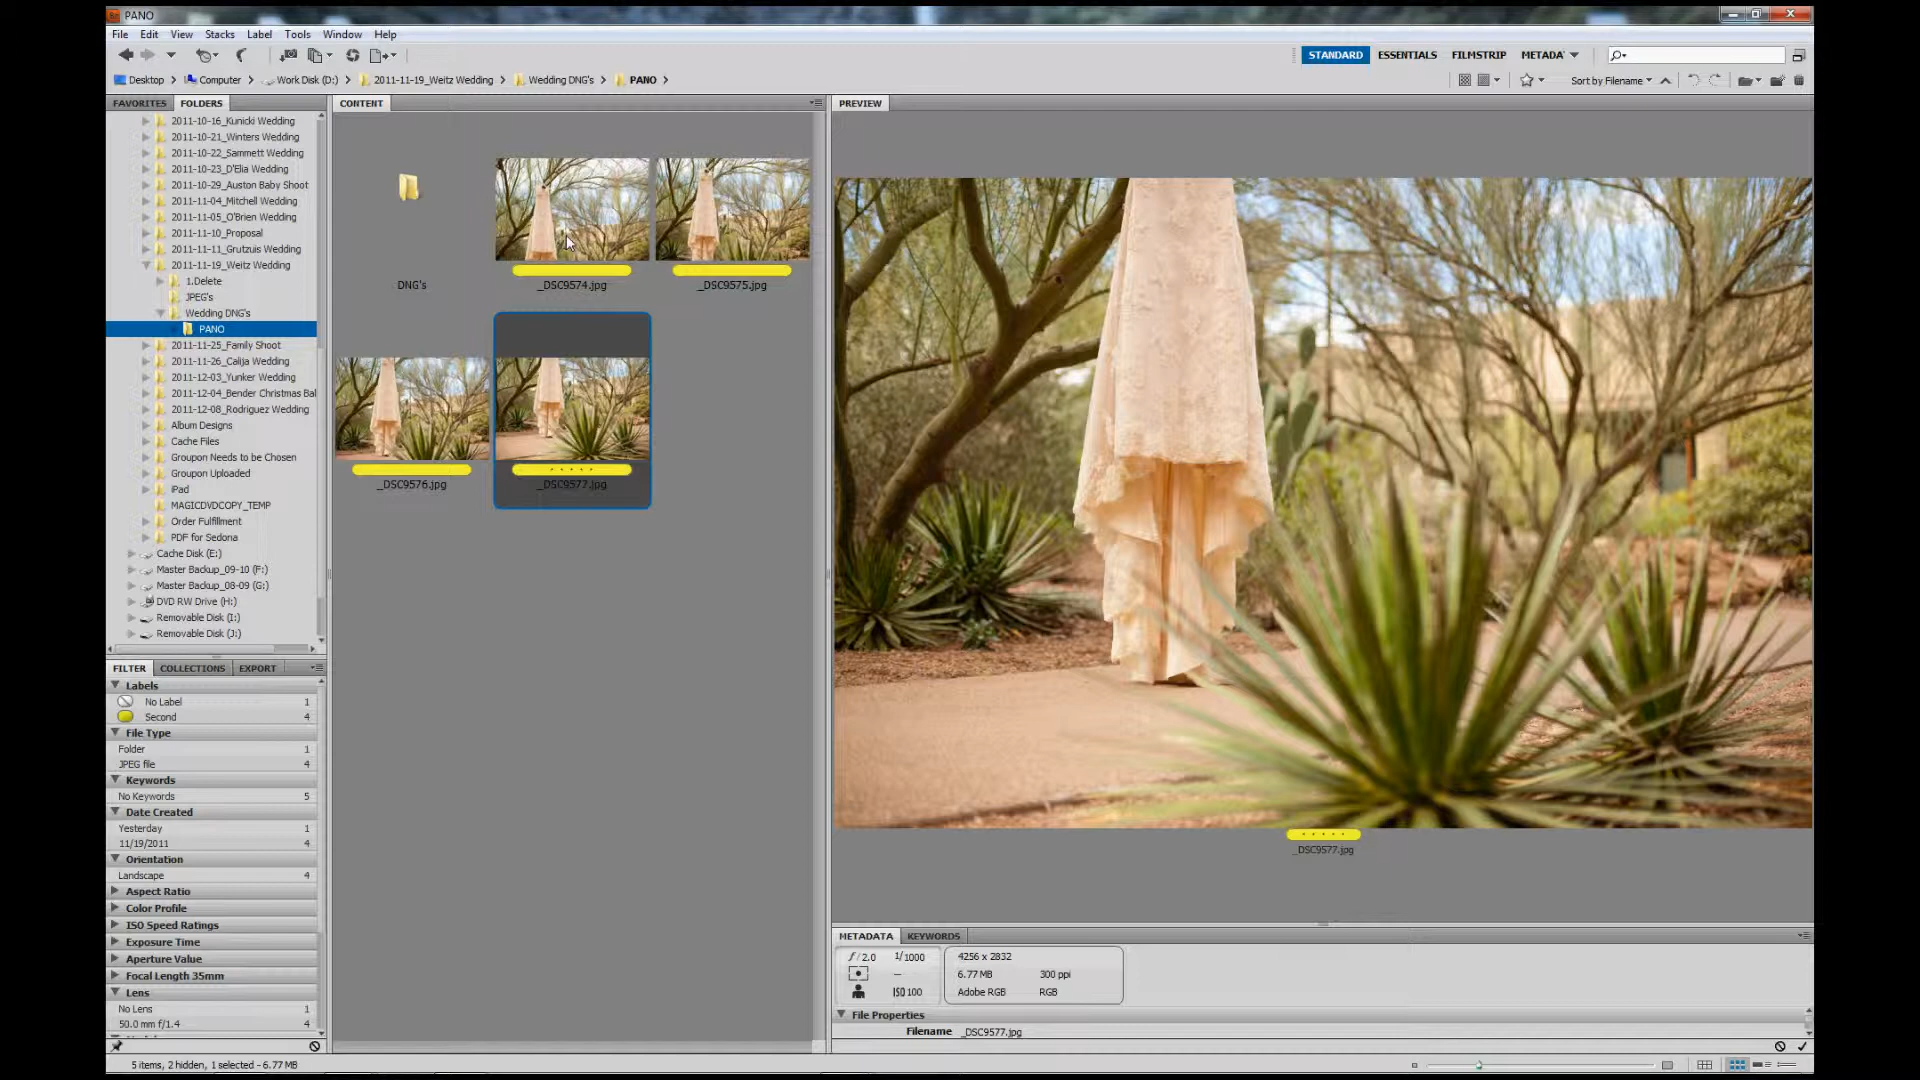 PANO
File Edit View Stacks Label Tools Window Help
STANDARD ESSENTIALS FILMSTRIP METADA
Desktop Computer Work Disk (D:) 2011-11-19_Weitz Wedding Wedding DNG's PANO
Sort by Filename
FAVORITES FOLDERS
2011-10-16_Kunicki Wedding
2011-10-21_Winters Wedding
2011-10-22_Sammett Wedding
2011-10-23_D'Elia Wedding
2011-10-29_Auston Baby Shoot
2011-11-04_Mitchell Wedding
2011-11-05_O'Brien Wedding
2011-11-10_Proposal
2011-11-11_Grutzuis Wedding
2011-11-19_Weitz Wedding
1.Delete
JPEG's
Wedding DNG's
PANO
2011-11-25_Family Shoot
2011-11-26_Calija Wedding
2011-12-03_Yunker Wedding
2011-12-04_Bender Christmas Bal
2011-12-08_Rodriguez Wedding
Album Designs
Cache Files
Groupon Needs to be Chosen
Groupon Uploaded
iPad
MAGICDVDCOPY_TEMP
Order Fulfillment
PDF for Sedona
Cache Disk (E:)
Master Backup_09-10 (F:)
Master Backup_08-09 (G:)
DVD RW Drive (H:)
Removable Disk (I:)
Removable Disk (J:)
FILTER COLLECTIONS EXPORT
Labels
No Label 1
Second 4
File Type
Folder 1
JPEG file 4
Keywords
No Keywords 5
Date Created
Yesterday 1
11/19/2011 4
Orientation
Landscape 4
Aspect Ratio
Color Profile
ISO Speed Ratings
Exposure Time
Aperture Value
Focal Length 35mm
Lens
No Lens 1
50.0 mm f/1.4 4
5 items, 2 hidden, 1 selected - 6.77 MB
CONTENT
DNG's
_DSC9574.jpg
_DSC9575.jpg
_DSC9576.jpg
_DSC9577.jpg
PREVIEW
_DSC9577.jpg
METADATA KEYWORDS
f/2.0 1/1000
--
ISO 100
4256 x 2832
6.77 MB 300 ppi
Adobe RGB RGB
File Properties
Filename _DSC9577.jpg